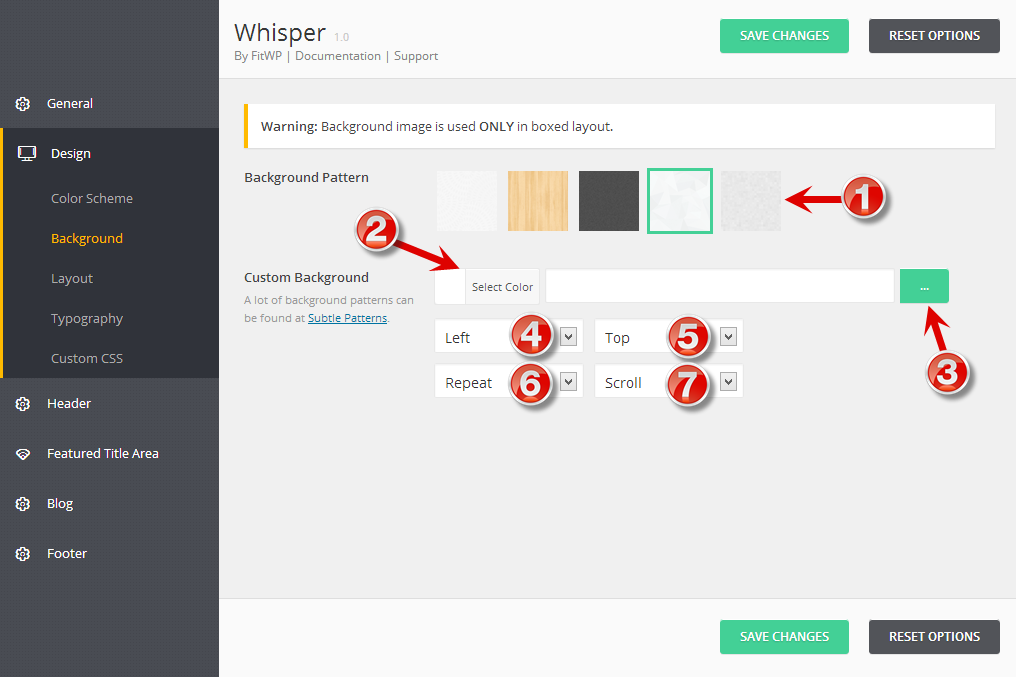 Whisper 1.0
By FitWP | Documentation | Support
SAVE CHANGES
RESET OPTIONS
General
Design
Color Scheme
Background
Layout
Typography
Custom CSS
Header
Featured Title Area
Blog
Footer
Warning: Background image is used ONLY in boxed layout.
Background Pattern
1
2
Custom Background
A lot of background patterns can
be found at Subtle Patterns.
Select Color
...
3
Left 4
Top 5
Repeat 6
Scroll 7
SAVE CHANGES
RESET OPTIONS